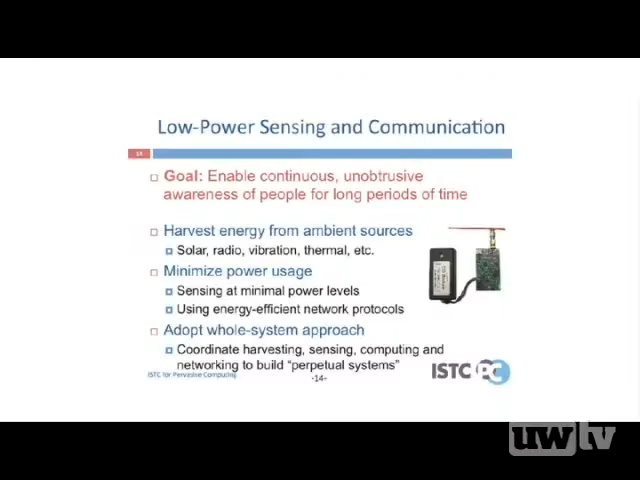 Low-Power Sensing and Communication
14
Goal: Enable continuous, unobtrusive
awareness of people for long periods of time
Harvest energy from ambient sources
Solar, radio, vibration, thermal, etc.
Minimize power usage
Sensing at minimal power levels
Using energy-efficient network protocols
Adopt whole-system approach
Coordinate harvesting, sensing, computing and
networking to build “perpetual systems”
ISTC for Pervasive Computing
-14-
ISTC PC
uwtv